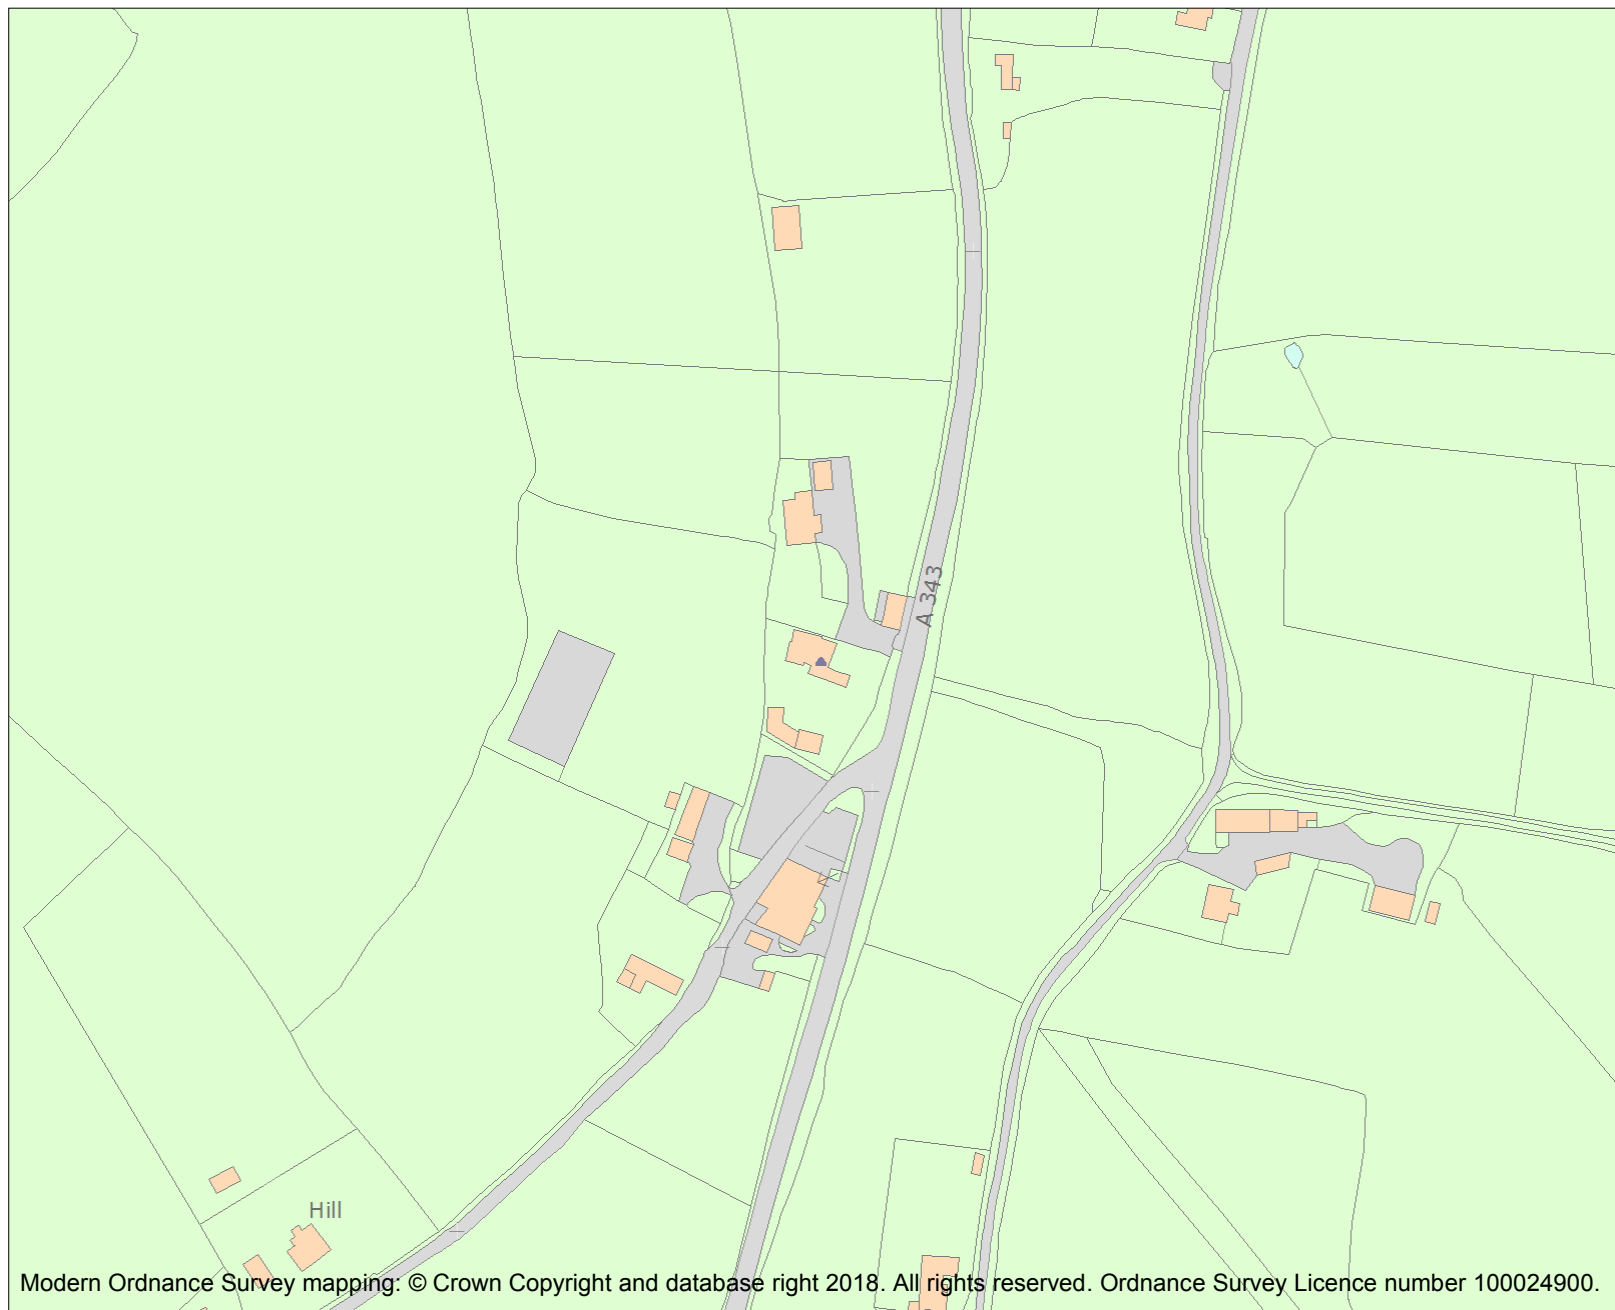 A 343
Hill
Modern Ordnance Survey mapping: © Crown Copyright and database right 2018. All rights reserved. Ordnance Survey Licence number 100024900.